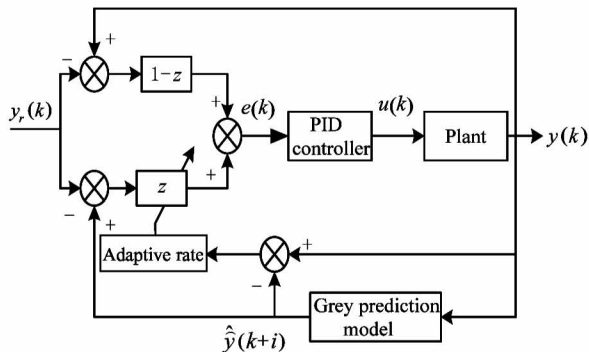 +
−
1−z
y_r(k)
+
e(k)
PID
controller
u(k)
Plant
y(k)
z
+
−
+
Adaptive rate
+
−
Grey prediction
model
ŷ(k+i)